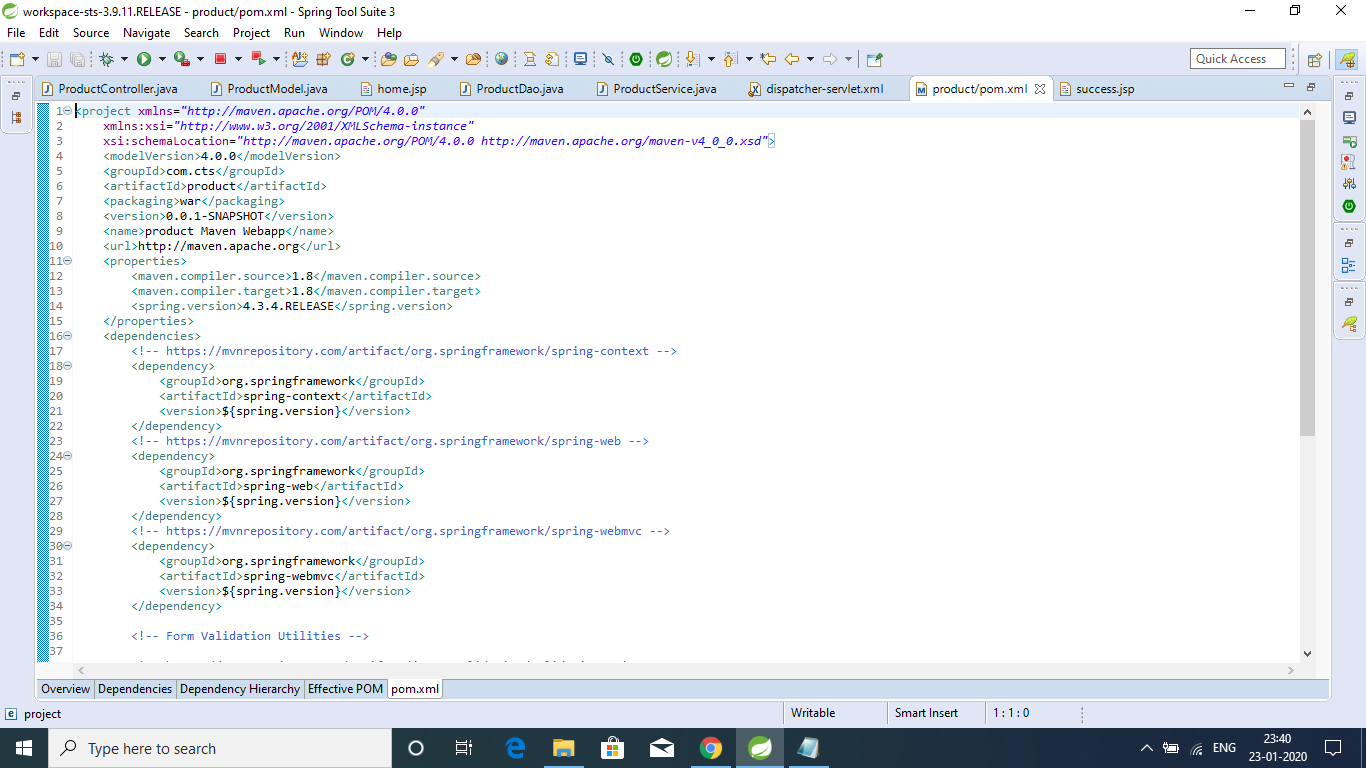 workspace-sts-3.9.11.RELEASE - product/pom.xml - Spring Tool Suite 3
File Edit Source Navigate Search Project Run Window Help
Quick Access
ProductController.java ProductModel.java home.jsp ProductDao.java ProductService.java dispatcher-servlet.xml product/pom.xml success.jsp
1 <project xmlns="http://maven.apache.org/POM/4.0.0"
2 xmlns:xsi="http://www.w3.org/2001/XMLSchema-instance"
3 xsi:schemaLocation="http://maven.apache.org/POM/4.0.0 http://maven.apache.org/maven-v4_0_0.xsd">
4 <modelVersion>4.0.0</modelVersion>
5 <groupId>com.cts</groupId>
6 <artifactId>product</artifactId>
7 <packaging>war</packaging>
8 <version>0.0.1-SNAPSHOT</version>
9 <name>product Maven Webapp</name>
10 <url>http://maven.apache.org</url>
11 <properties>
12 <maven.compiler.source>1.8</maven.compiler.source>
13 <maven.compiler.target>1.8</maven.compiler.target>
14 <spring.version>4.3.4.RELEASE</spring.version>
15 </properties>
16 <dependencies>
17 <!-- https://mvnrepository.com/artifact/org.springframework/spring-context -->
18 <dependency>
19 <groupId>org.springframework</groupId>
20 <artifactId>spring-context</artifactId>
21 <version>${spring.version}</version>
22 </dependency>
23 <!-- https://mvnrepository.com/artifact/org.springframework/spring-web -->
24 <dependency>
25 <groupId>org.springframework</groupId>
26 <artifactId>spring-web</artifactId>
27 <version>${spring.version}</version>
28 </dependency>
29 <!-- https://mvnrepository.com/artifact/org.springframework/spring-webmvc -->
30 <dependency>
31 <groupId>org.springframework</groupId>
32 <artifactId>spring-webmvc</artifactId>
33 <version>${spring.version}</version>
34 </dependency>
35
36 <!-- Form Validation Utilities -->
37
Overview Dependencies Dependency Hierarchy Effective POM pom.xml
project Writable Smart Insert 1 : 1 : 0
Type here to search
ENG
23:40
23-01-2020